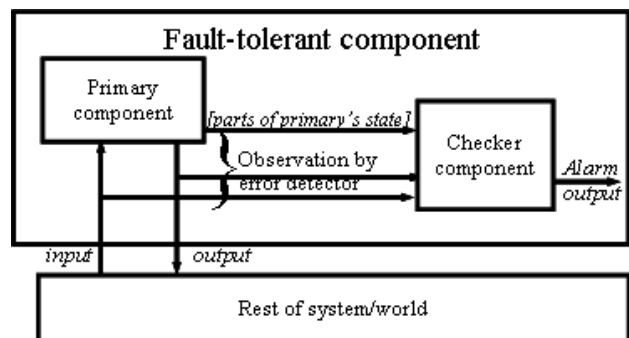 Fault-tolerant component
Primary
component
[parts of primary's state]
Observation by
error detector
Checker
component
Alarm
output
input
output
Rest of system/world